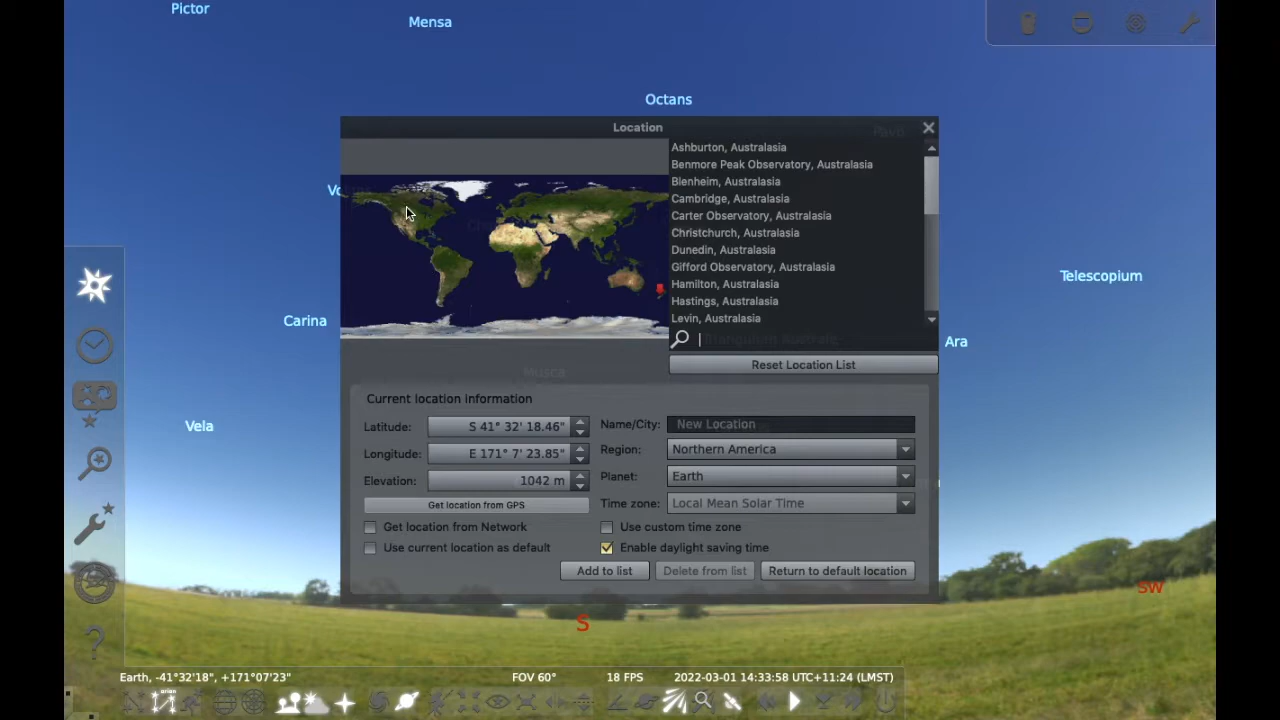 Pictor
Mensa
Octans
Location
Pavo
Ashburton, Australasia
Benmore Peak Observatory, Australasia
Blenheim, Australasia
Cambridge, Australasia
Carter Observatory, Australasia
Christchurch, Australasia
Dunedin, Australasia
Gifford Observatory, Australasia
Hamilton, Australasia
Hastings, Australasia
Levin, Australasia
Telescopium
Carina
Triangulum Australe
Ara
Reset Location List
Musca
Vela
Current location information
Latitude: S 41° 32' 18.46"
Longitude: E 171° 7' 23.85"
Elevation: 1042 m
Get location from GPS
Get location from Network
Use current location as default
Name/City: New Location
Region: Northern America
Planet: Earth
Time zone: Local Mean Solar Time
Use custom time zone
Enable daylight saving time
Add to list
Delete from list
Return to default location
SW
S
Earth, -41°32'18", +171°07'23"
FOV 60°
18 FPS
2022-03-01 14:33:58 UTC+11:24 (LMST)